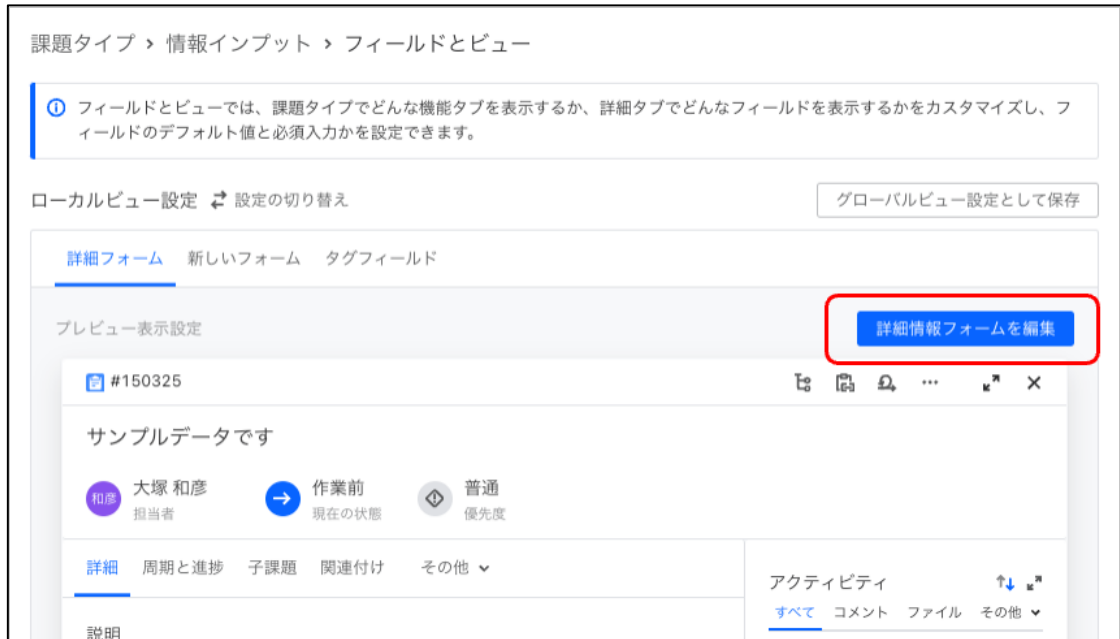 課題タイプ › 情報インプット › フィールドとビュー
フィールドとビューでは、課題タイプでどんな機能タブを表示するか、詳細タブでどんなフィールドを表示するかをカスタマイズし、フ
ィールドのデフォルト値と必須入力かを設定できます。
ローカルビュー設定 設定の切り替え グローバルビュー設定として保存
詳細フォーム 新しいフォーム タグフィールド
プレビュー表示設定 詳細情報フォームを編集
#150325
サンプルデータです
和彦 大塚 和彦 作業前 普通
担当者 現在の状態 優先度
詳細 周期と進捗 子課題 関連付け その他
アクティビティ
すべて コメント ファイル その他
説明